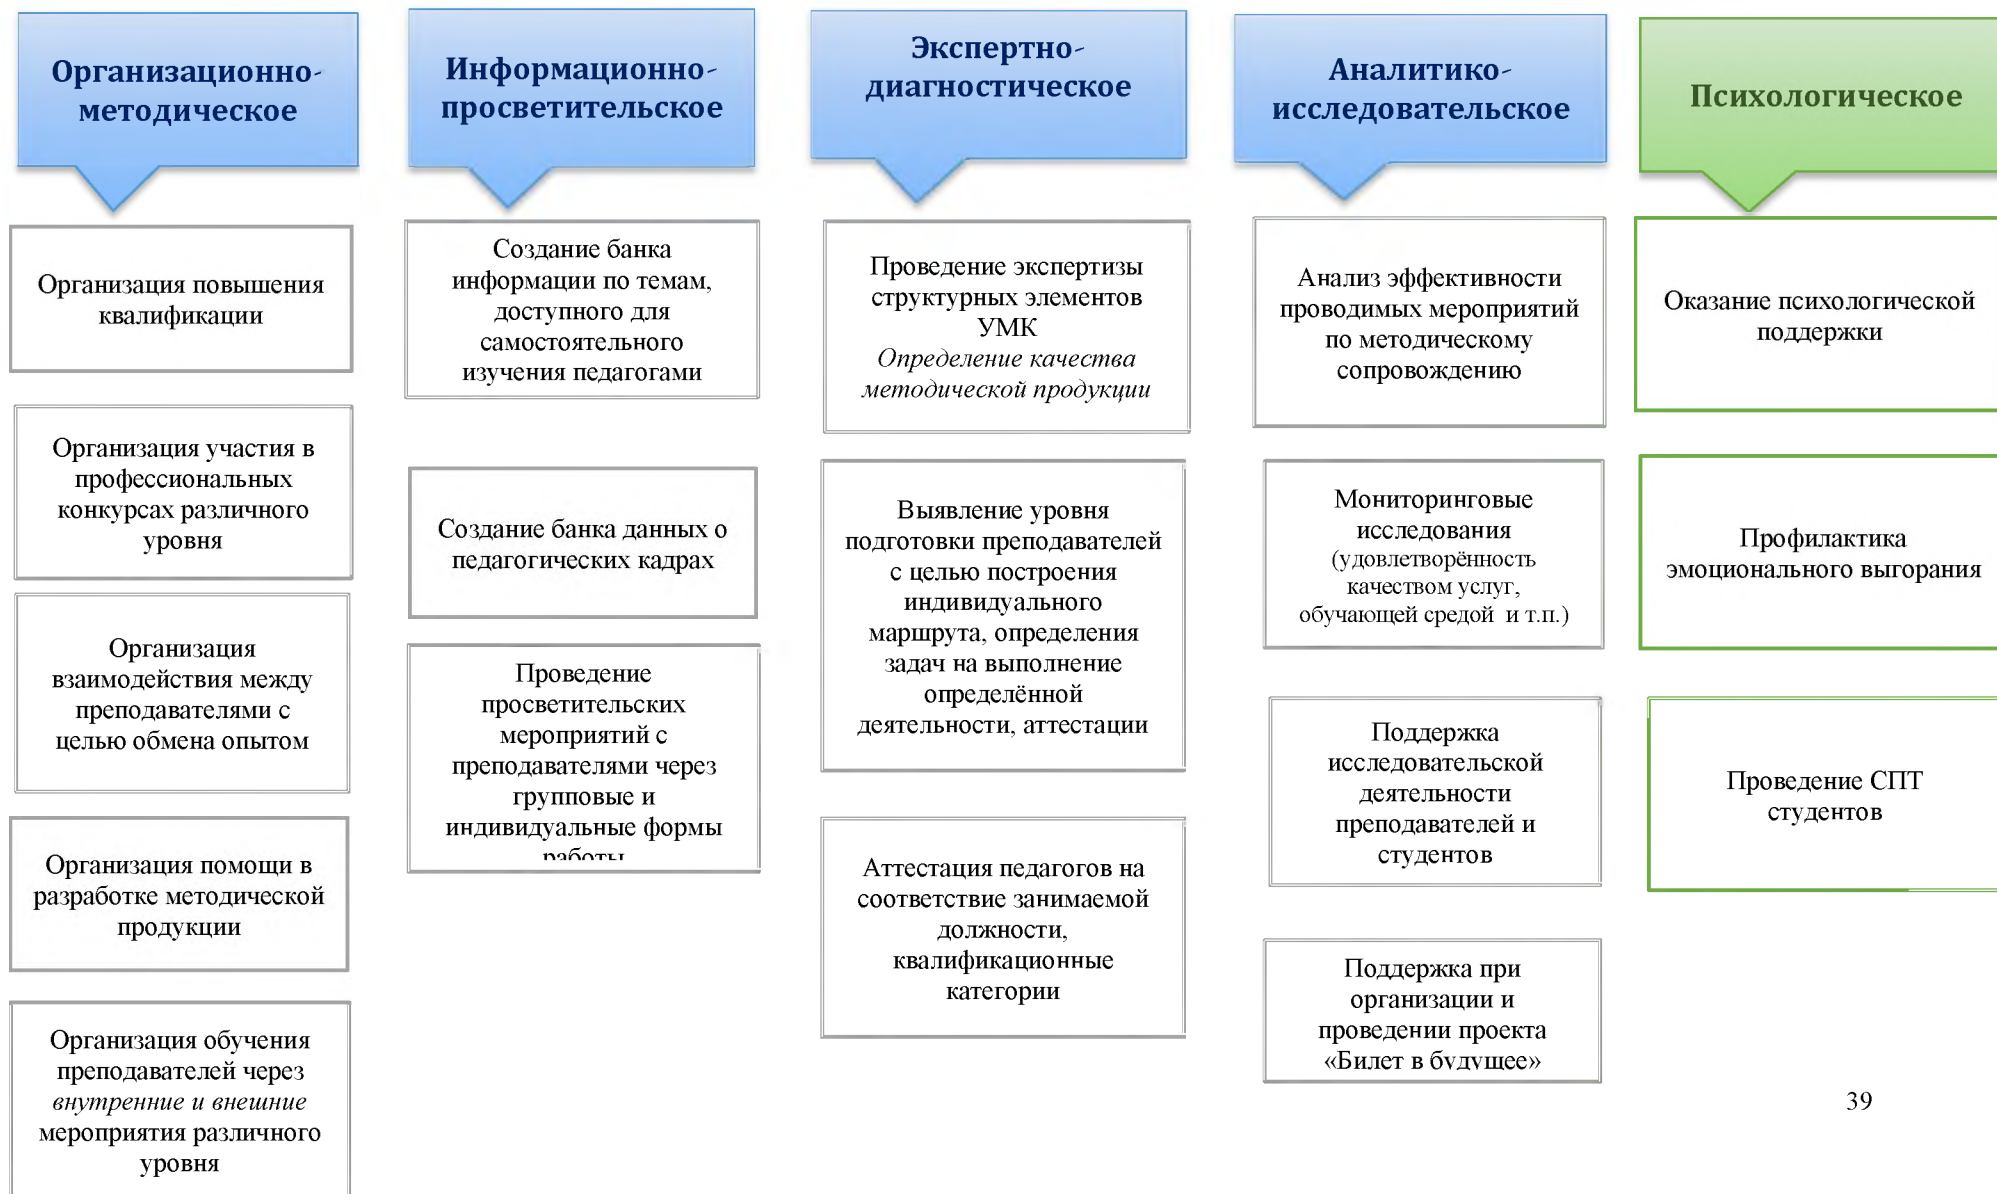 Организационно-
методическое
Организация повышения
квалификации
Организация участия в
профессиональных
конкурсах различного
уровня
Организация
взаимодействия между
преподавателями с
целью обмена опытом
Организация помощи в
разработке методической
продукции
Организация обучения
преподавателей через
внутренние и внешние
мероприятия различного
уровня
Информационно-
просветительское
Создание банка
информации по темам,
доступного для
самостоятельного
изучения педагогами
Создание банка данных о
педагогических кадрах
Проведение
просветительских
мероприятий с
преподавателями через
групповые и
индивидуальные формы
работы
Экспертно-
диагностическое
Проведение экспертизы
структурных элементов
УМК
Определение качества
методической продукции
Выявление уровня
подготовки преподавателей
с целью построения
индивидуального
маршрута, определения
задач на выполнение
определённой
деятельности, аттестации
Аттестация педагогов на
соответствие занимаемой
должности,
квалификационные
категории
Аналитико-
исследовательское
Анализ эффективности
проводимых мероприятий
по методическому
сопровождению
Мониторинговые
исследования
(удовлетворённость
качеством услуг,
обучающей средой и т.п.)
Поддержка
исследовательской
деятельности
преподавателей и
студентов
Поддержка при
организации и
проведении проекта
«Билет в будущее»
Психологическое
Оказание психологической
поддержки
Профилактика
эмоционального выгорания
Проведение СПТ
студентов
39